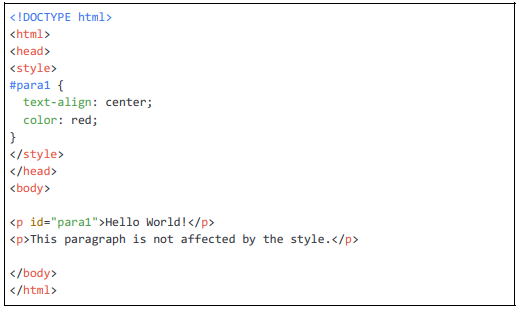 <!DOCTYPE html>
<html>
<head>
<style>
#para1 {
  text-align: center;
  color: red;
}
</style>
</head>
<body>

<p id="para1">Hello World!</p>
<p>This paragraph is not affected by the style.</p>

</body>
</html>